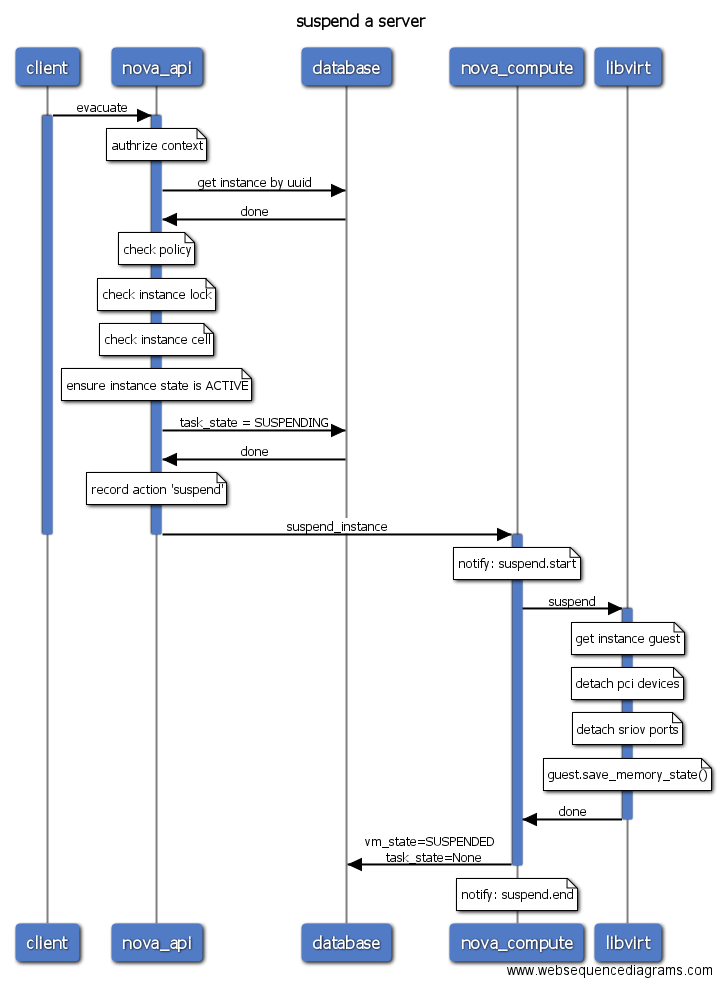 suspend a server
client
nova_api
database
nova_compute
libvirt
evacuate
authrize context
get instance by uuid
done
check policy
check instance lock
check instance cell
ensure instance state is ACTIVE
task_state = SUSPENDING
done
record action 'suspend'
suspend_instance
notify: suspend.start
suspend
get instance guest
detach pci devices
detach sriov ports
guest.save_memory_state()
done
vm_state=SUSPENDED
task_state=None
notify: suspend.end
client
nova_api
database
nova_compute
libvirt
www.websequencediagrams.com